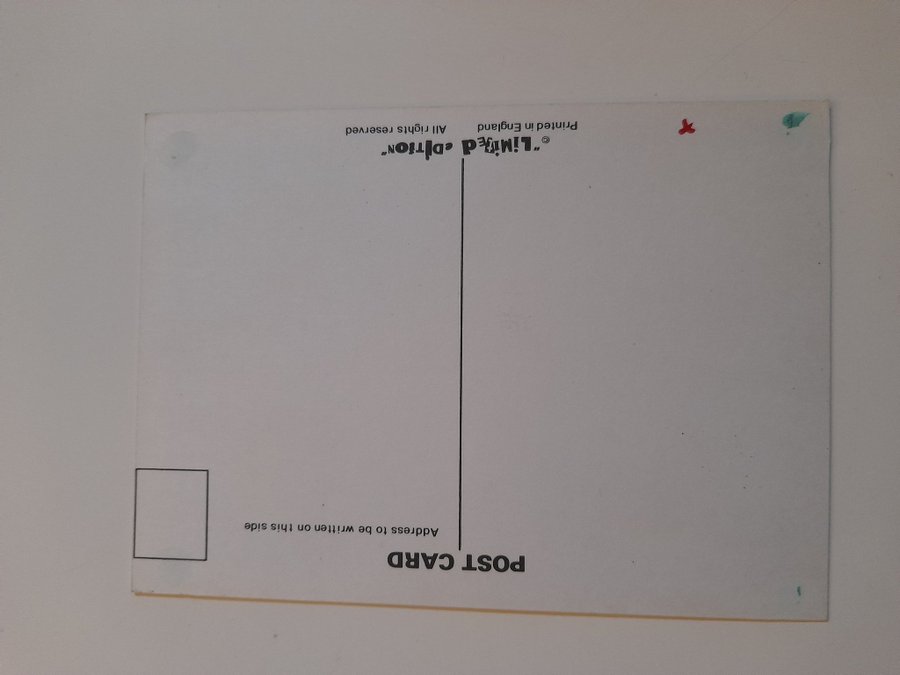 POST CARD
Address to be written on this side
© "LiMiTEd eDITION"
Printed in England All rights reserved